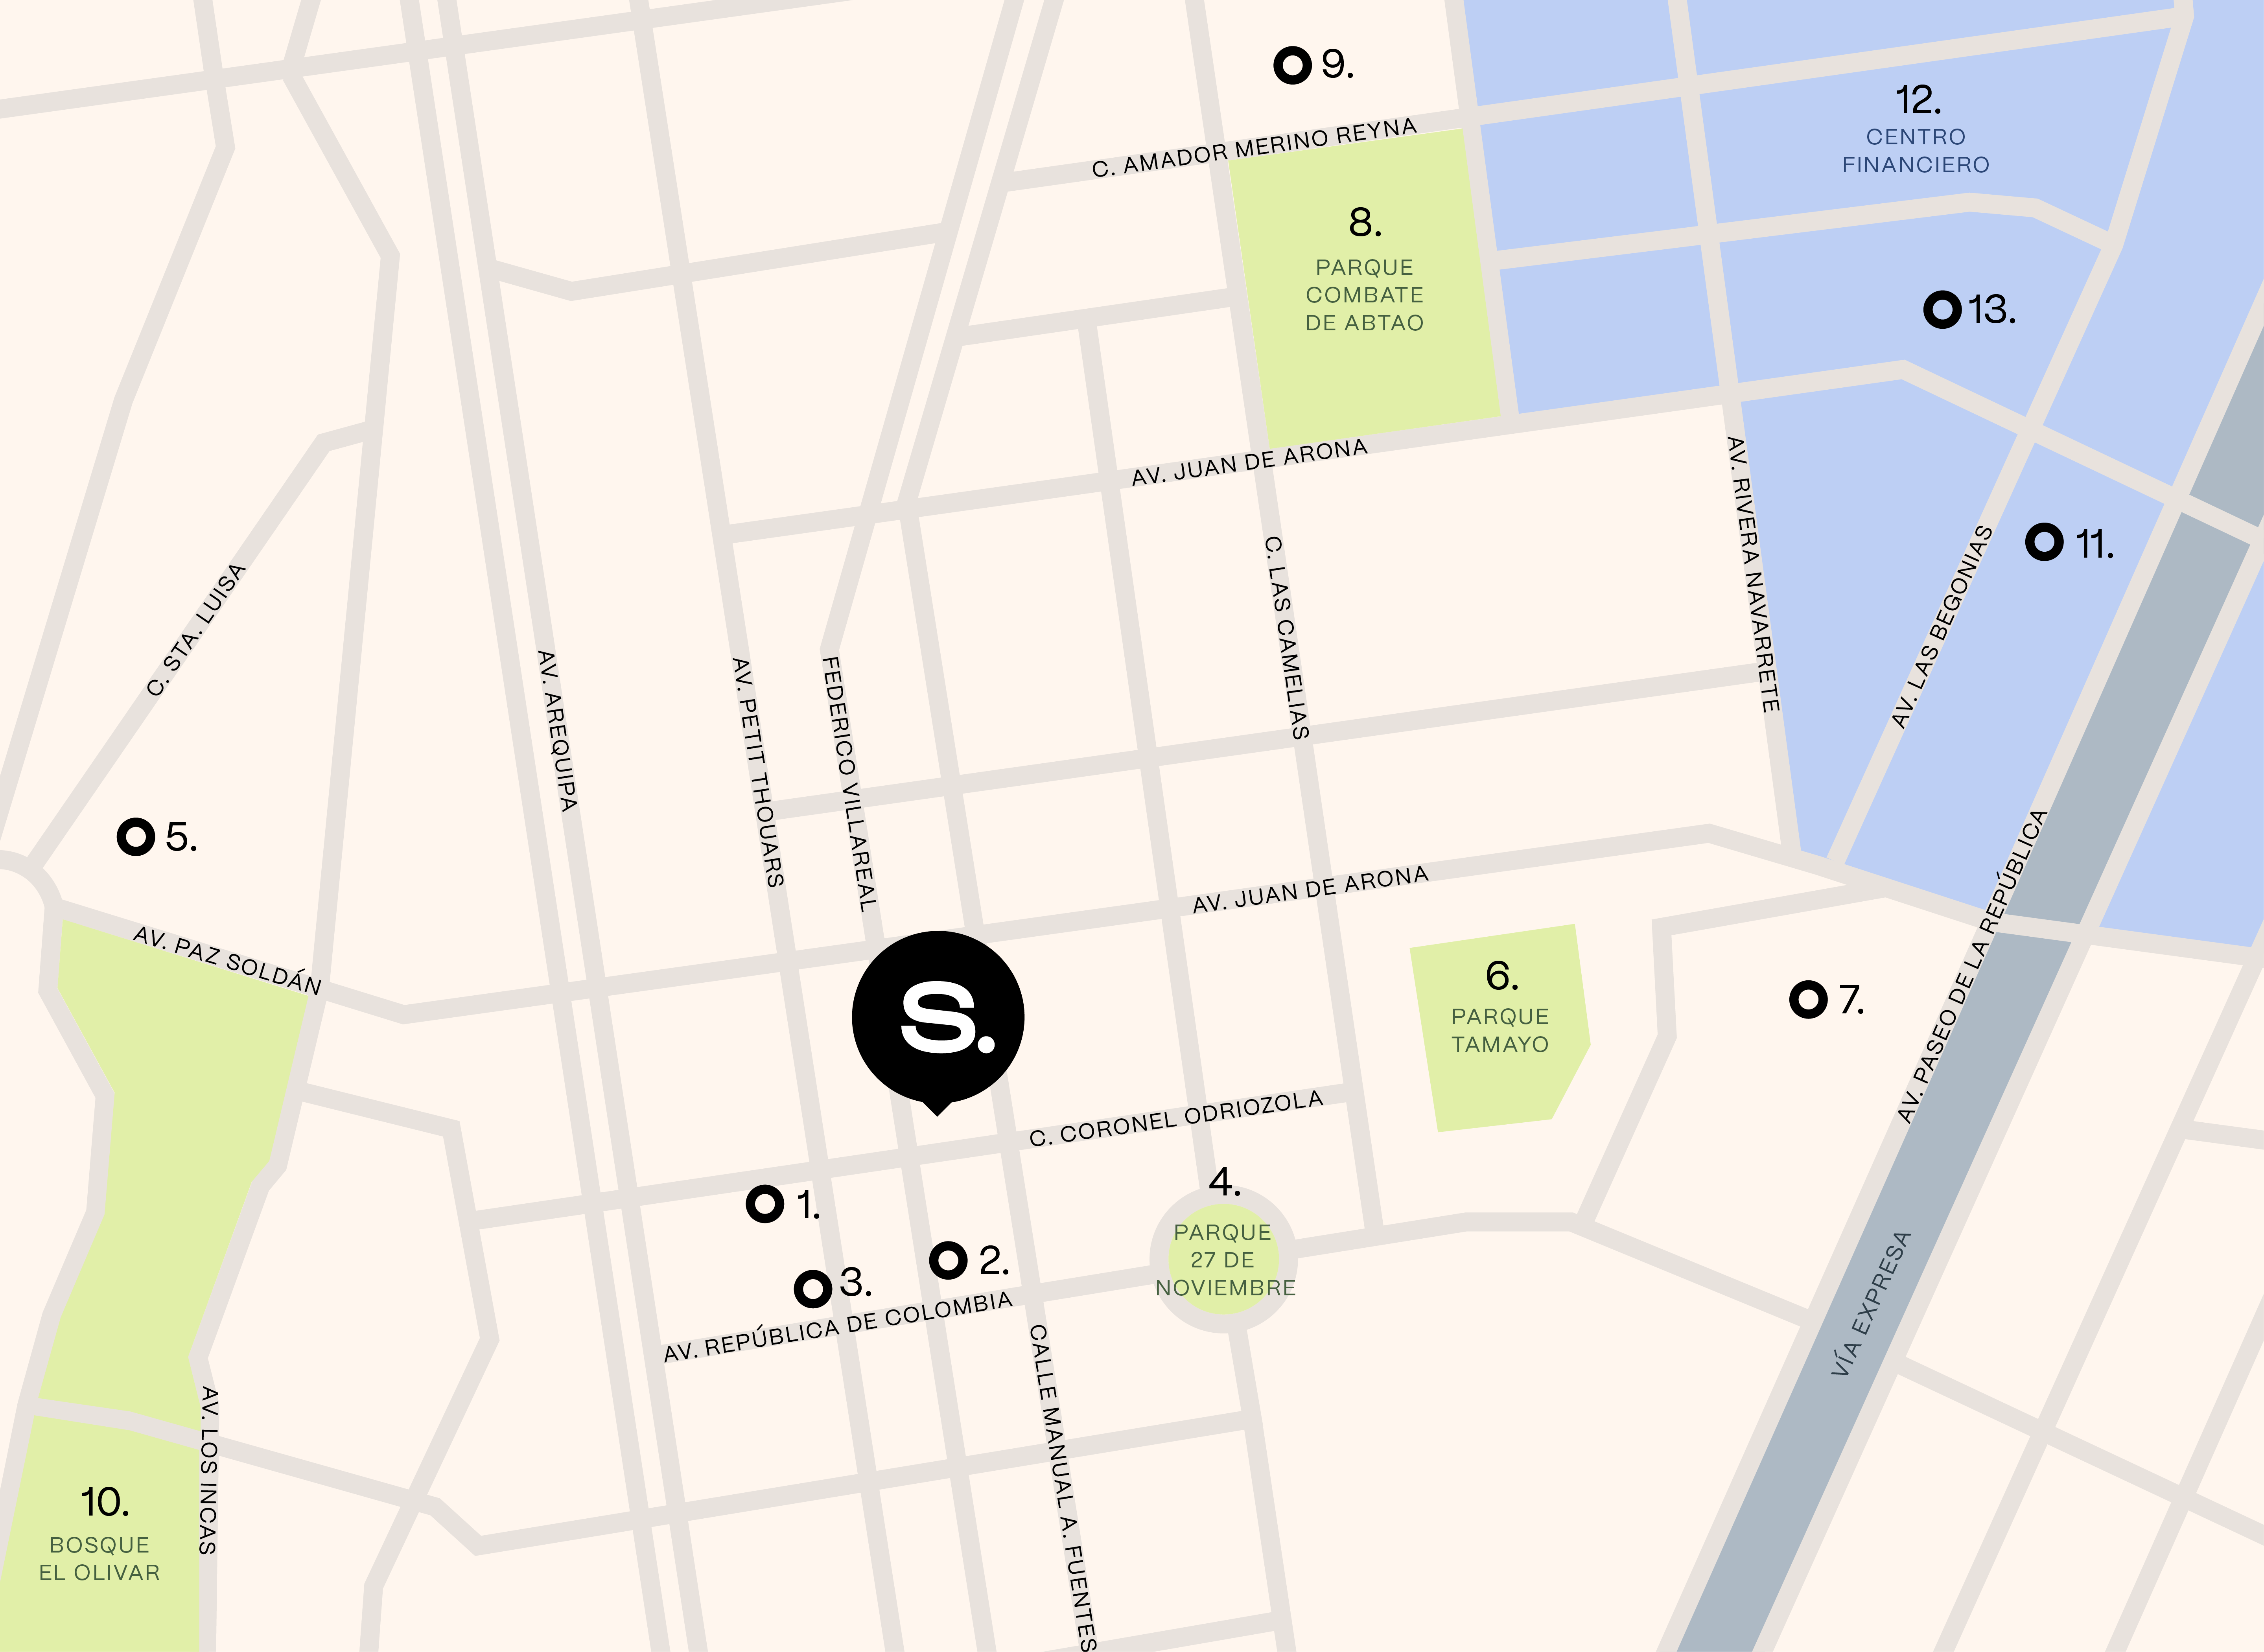 9.
12.
CENTRO
FINANCIERO
C. AMADOR MERINO REYNA
8.
PARQUE
COMBATE
DE ABTAO
13.
AV. JUAN DE ARONA
AV. RIVERA NAVARRETE
C. LAS CAMELIAS
11.
AV. LAS BEGONIAS
C. STA. LUISA
AV. AREQUIPA
AV. PETIT THOUARS
FEDERICO VILLAREAL
5.
AV. PAZ SOLDÁN
AV. JUAN DE ARONA
AV. PASEO DE LA REPÚBLICA
6.
PARQUE
TAMAYO
7.
S.
C. CORONEL ODRIOZOLA
1.
2.
3.
4.
PARQUE
27 DE
NOVIEMBRE
AV. REPÚBLICA DE COLOMBIA
VÍA EXPRESA
CALLE MANUAL A. FUENTES
AV. LOS INCAS
10.
BOSQUE
EL OLIVAR